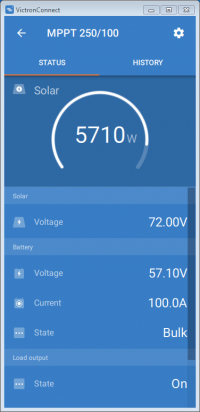 VictronConnect
MPPT 250/100
STATUS HISTORY
Solar
5710W
Solar
Voltage 72.00V
Battery
Voltage 57.10V
Current 100.0A
State Bulk
Load output
State On